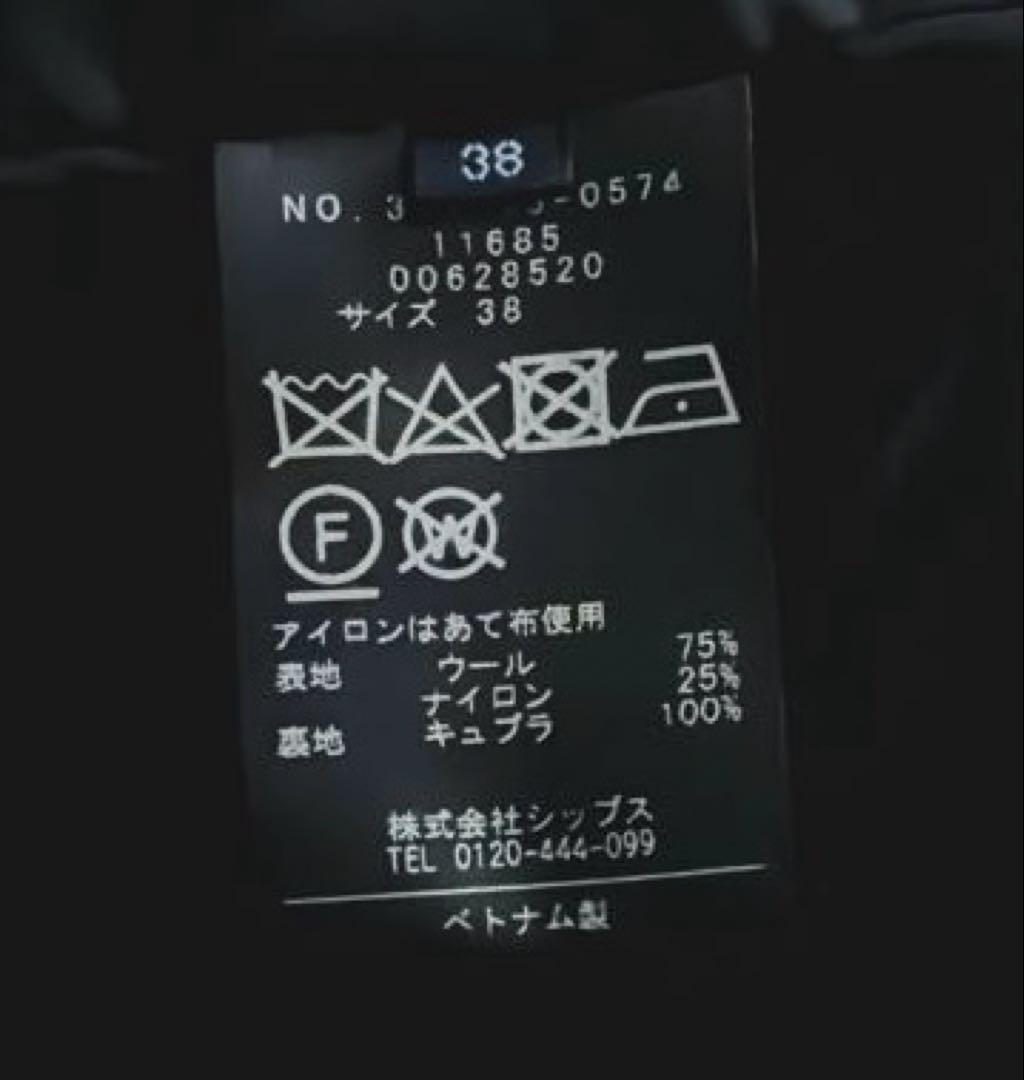 38
NO. 3 -0574
11685
00628520
サイズ 38
F W
アイロンはあて布使用
表地 ウール 75%
ナイロン 25%
裏地 キュプラ 100%
株式会社シップス
TEL 0120-444-099
ベトナム製